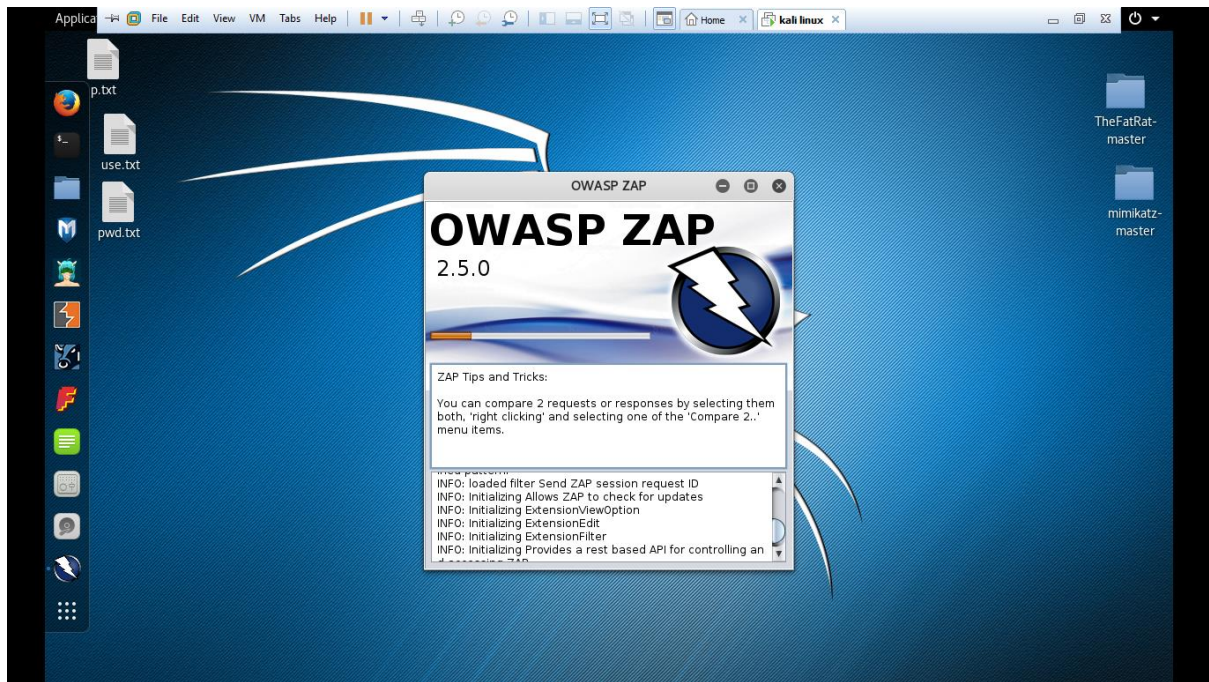 Applica
File Edit View VM Tabs Help
Home
kali linux
p.txt
use.txt
pwd.txt
TheFatRat-
master
mimikatz-
master
OWASP ZAP
OWASP ZAP
2.5.0
ZAP Tips and Tricks:
You can compare 2 requests or responses by selecting them
both, 'right clicking' and selecting one of the 'Compare 2..'
menu items.
INFO: loaded filter Send ZAP session request ID
INFO: Initializing Allows ZAP to check for updates
INFO: Initializing ExtensionViewOption
INFO: Initializing ExtensionEdit
INFO: Initializing ExtensionFilter
INFO: Initializing Provides a rest based API for controlling an
d accessing ZAP